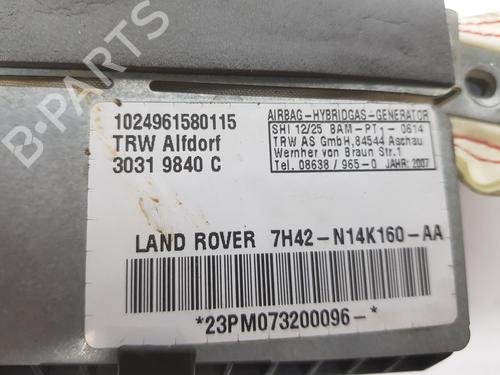 B-PARTS
1024961580115
TRW Alfdorf
3031 9840 C
AIRBAG-HYBRIDGAS-GENERATOR
SHI 12/25 BAM-PT1-0614
TRW AS GmbH,84544 Aschau
Wernher von Braun Str.1
Tel. 08638/965-0 JAHR:2007
LAND ROVER 7H42-N14K160-AA
*23PM073200096-*